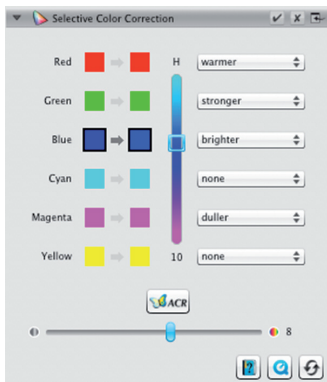 Selective Color Correction
Red H warmer
Green stronger
Blue brighter
Cyan none
Magenta duller
Yellow 10 none
ACR
8
?